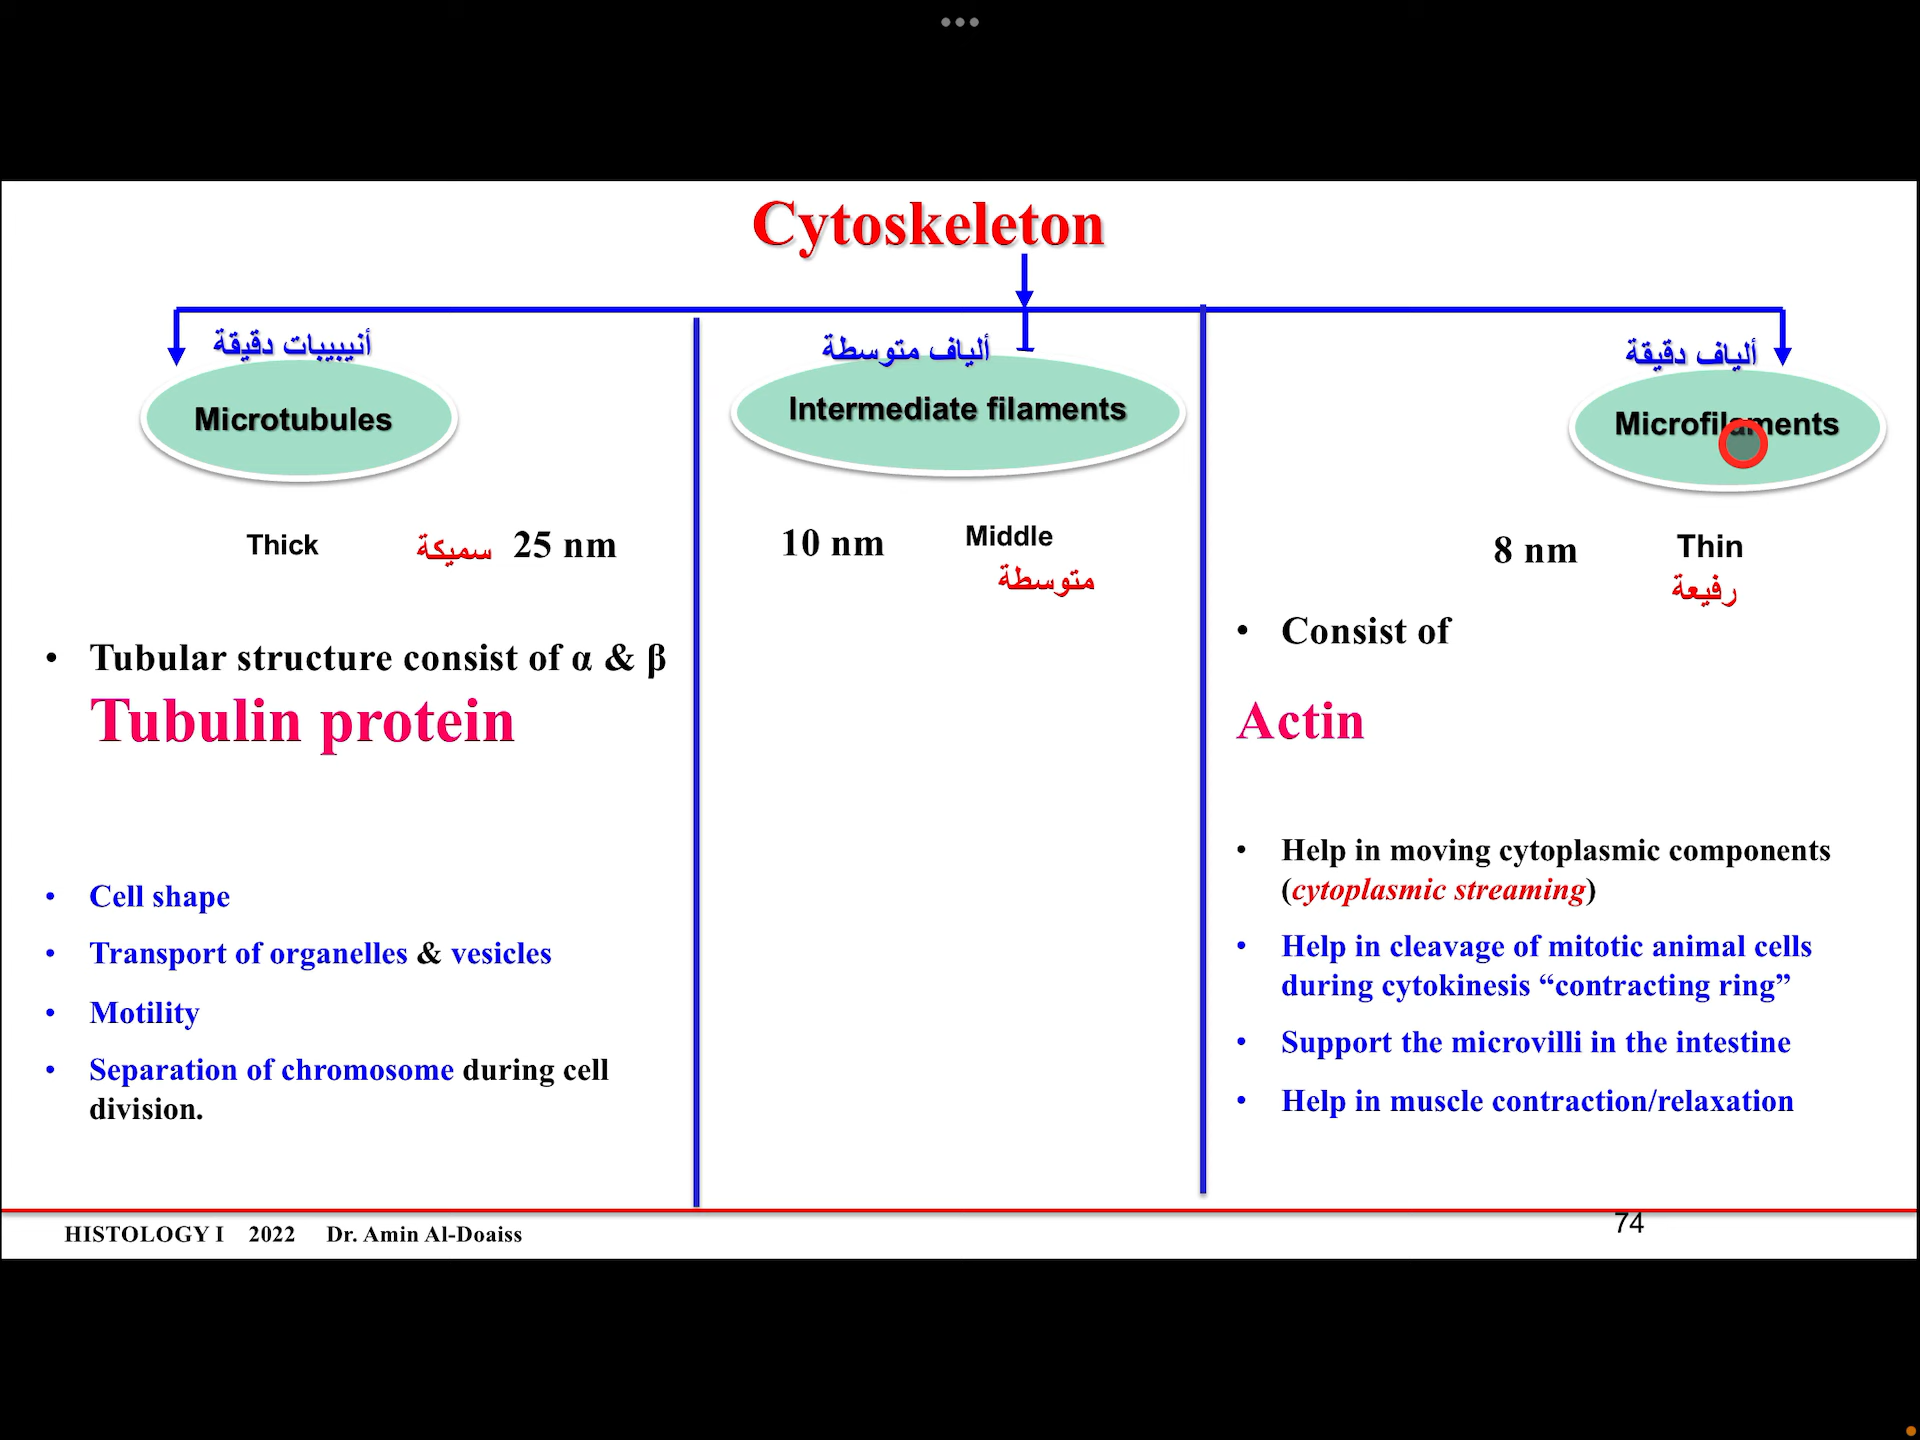 Cytoskeleton
أنيبيبات دقيقة
Microtubules
Thick سميكة 25 nm
• Tubular structure consist of α & β
Tubulin protein
• Cell shape
• Transport of organelles & vesicles
• Motility
• Separation of chromosome during cell
division.
ألياف متوسطة
Intermediate filaments
10 nm Middle
متوسطة
ألياف دقيقة
Microfilaments
8 nm Thin
رفيعة
• Consist of
Actin
• Help in moving cytoplasmic components
(cytoplasmic streaming)
• Help in cleavage of mitotic animal cells
during cytokinesis “contracting ring”
• Support the microvilli in the intestine
• Help in muscle contraction/relaxation
HISTOLOGY I 2022 Dr. Amin Al-Doaiss
74